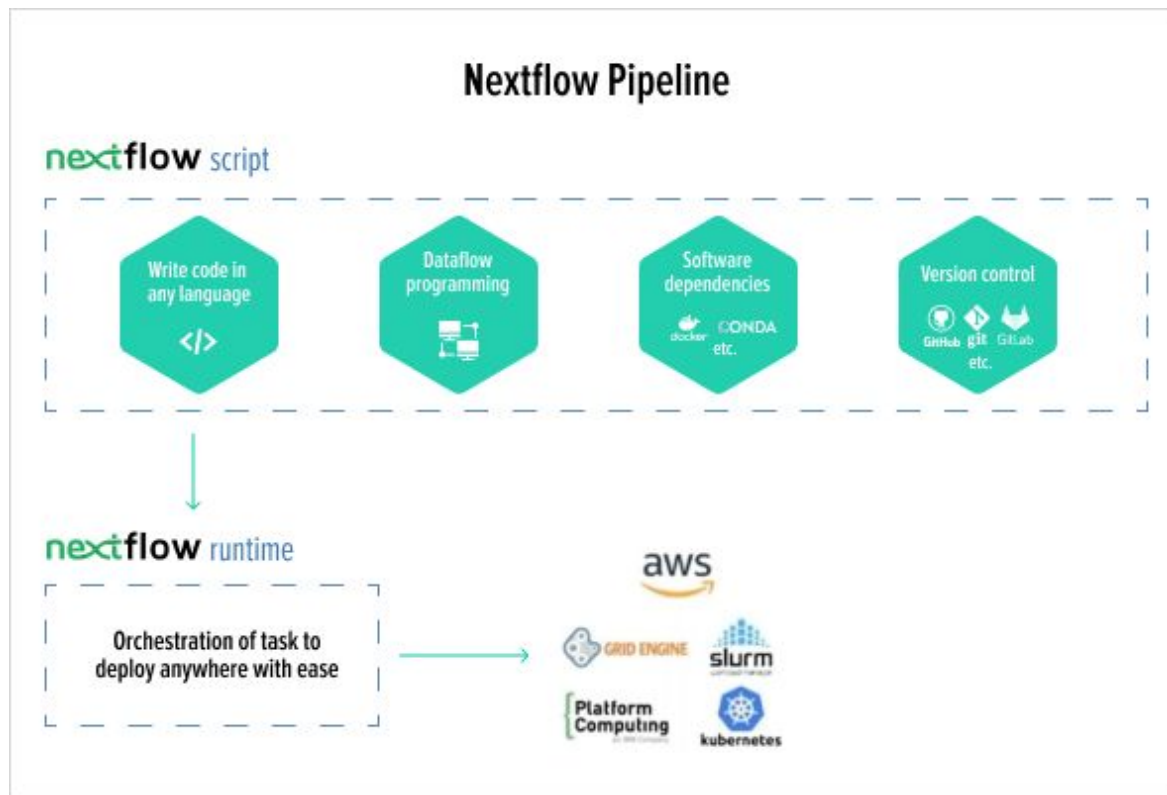 Nextflow Pipeline
nextflow script
Write code in
any language
</>
Dataflow
programming
Software
dependencies
docker CONDA
etc.
Version control
GitHub git GitLab
etc.
nextflow runtime
Orchestration of task to
deploy anywhere with ease
aws
GRID ENGINE
slurm
Platform
Computing
kubernetes